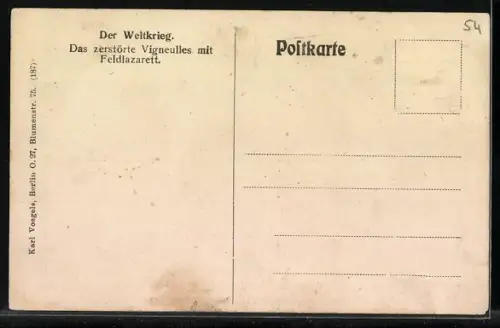 Der Weltkrieg.
Das zerstörte Vigneulles mit
Feldlazarett.
Postkarte
54
Karl Voegels, Berlin O. 27, Blumenstr. 75. (187)